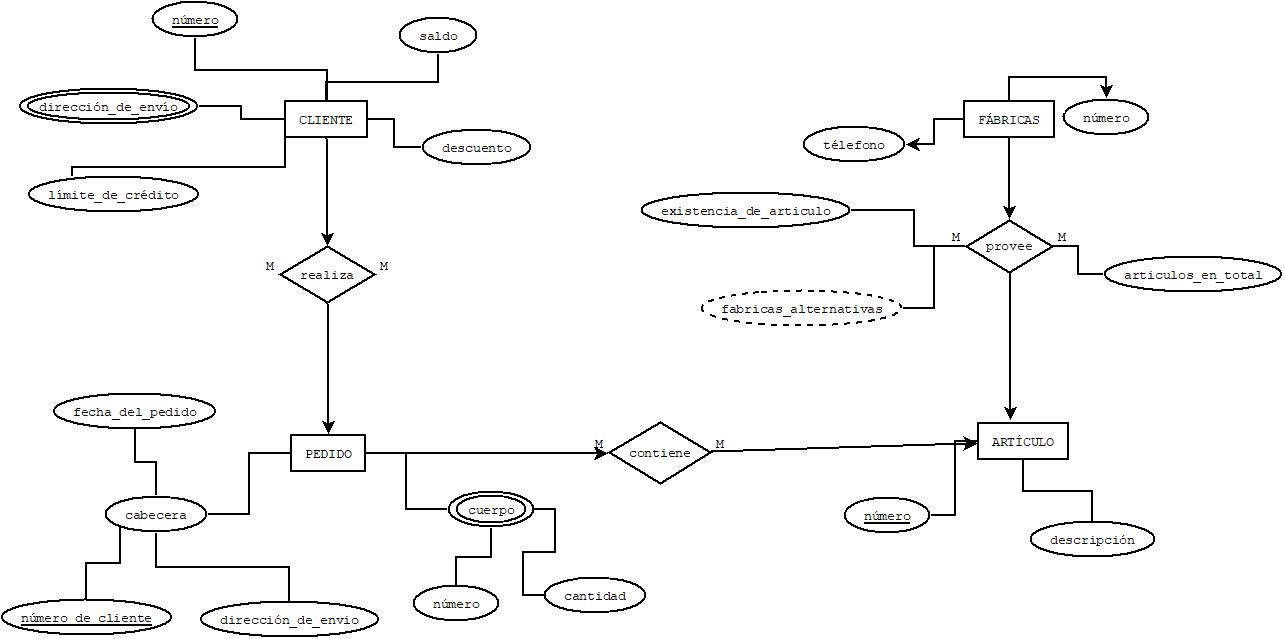 número
saldo
dirección_de_envío
CLIENTE
FÁBRICAS
número
descuento
télefono
límite_de_crédito
existencia_de_articulo
M
M
provee
M
realiza
M
articulos_en_total
fabricas_alternativas
fecha_del_pedido
PEDIDO
M
contiene
M
ARTÍCULO
cabecera
cuerpo
número
descripción
número de cliente
dirección_de_envio
número
cantidad